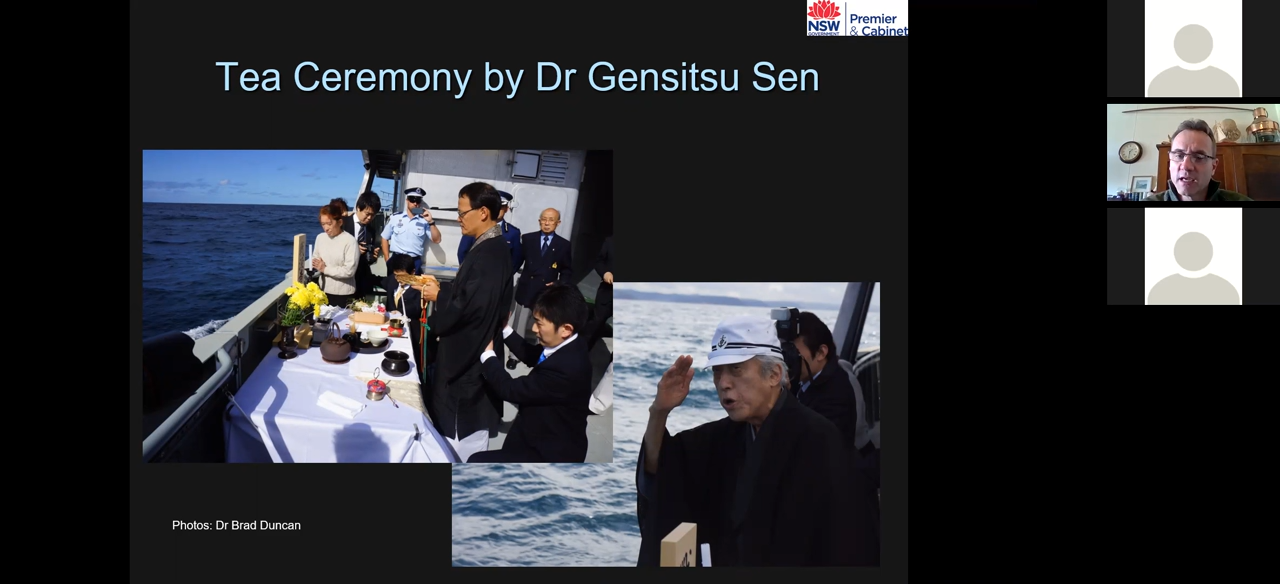 NSW
GOVERNMENT
Premier
& Cabinet
Tea Ceremony by Dr Gensitsu Sen
Photos: Dr Brad Duncan